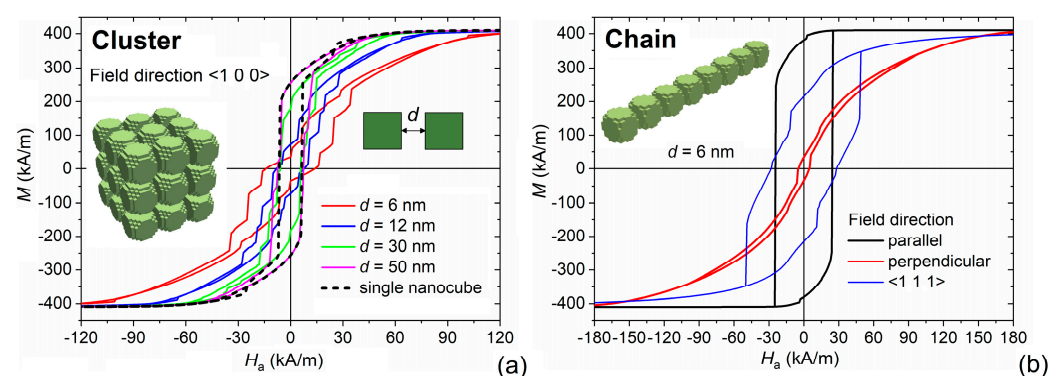 Cluster
Field direction <1 0 0>
d
d = 6 nm
d = 12 nm
d = 30 nm
d = 50 nm
single nanocube
400
300
200
100
0
-100
-200
-300
-400
M (kA/m)
-120 -90 -60 -30 0 30 60 90 120
Hₐ (kA/m)
(a)
Chain
d = 6 nm
Field direction
parallel
perpendicular
<1 1 1>
400
300
200
100
0
-100
-200
-300
-400
M (kA/m)
-180 -150 -120 -90 -60 -30 0 30 60 90 120 150 180
Hₐ (kA/m)
(b)